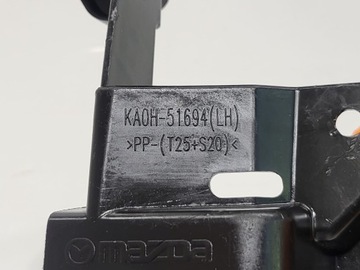 KA0H-51694(LH)
>PP-(T25+S20)<
mazda